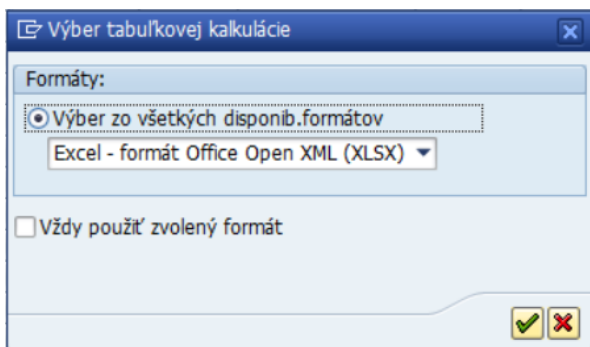 Výber tabuľkovej kalkulácie
Formáty:
Výber zo všetkých disponib.formátov
Excel - formát Office Open XML (XLSX)
Vždy použiť zvolený formát